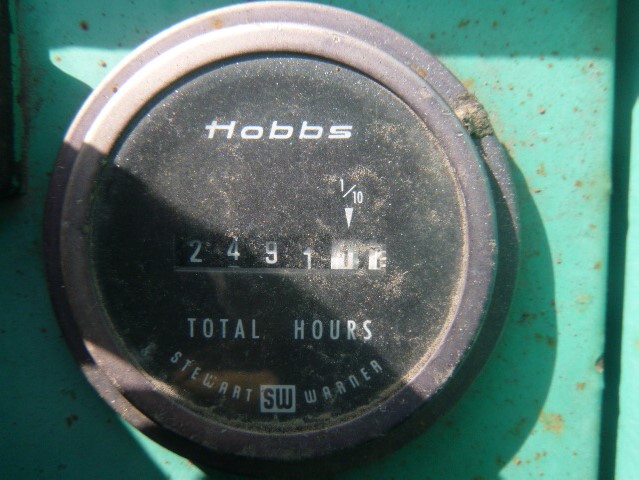 Hobbs
1/10
2491
TOTAL HOURS
STEWART SW WARNER